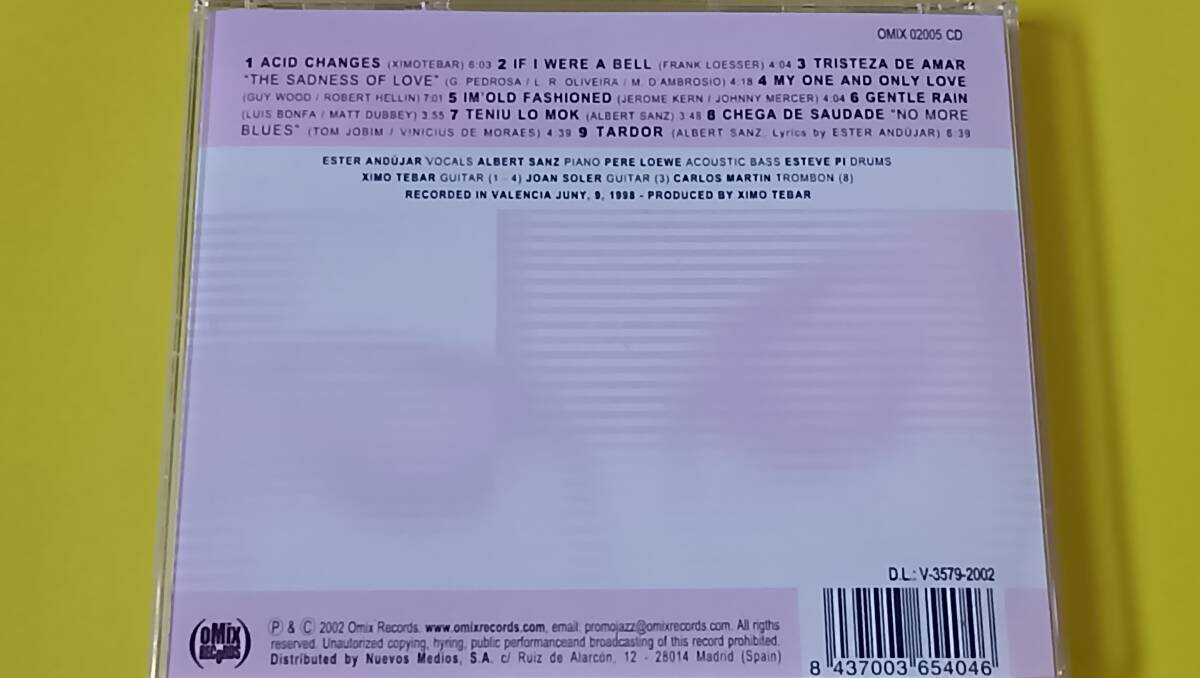 OMIX 02005 CD
1 ACID CHANGES (XIMOTEBAR) 6:03 2 IF I WERE A BELL (FRANK LOESSER) 4:04 3 TRISTEZA DE AMAR
"THE SADNESS OF LOVE" (G. PEDROSA / L. R. OLIVEIRA / M. D'AMBROSIO) 4:18 4 MY ONE AND ONLY LOVE
(GUY WOOD / ROBERT HELLIN) 7:01 5 IM'OLD FASHIONED (JEROME KERN / JOHNNY MERCER) 4:04 6 GENTLE RAIN
(LUIS BONFA / MATT DUBBEY) 3:55 7 TENIU LO MOK (ALBERT SANZ) 3:48 8 CHEGA DE SAUDADE "NO MORE
BLUES" (TOM JOBIM / VINICIUS DE MORAES) 4:39 9 TARDOR (ALBERT SANZ. Lyrics by ESTER ANDÚJAR) 6:39
ESTER ANDÚJAR VOCALS ALBERT SANZ PIANO PERE LOEWE ACOUSTIC BASS ESTEVE PI DRUMS
XIMO TEBAR GUITAR (1 - 4) JOAN SOLER GUITAR (3) CARLOS MARTIN TROMBON (8)
RECORDED IN VALENCIA JUNY, 9, 1998 - PRODUCED BY XIMO TEBAR
D.L.: V-3579-2002
oMix
RECoRDS
Ⓟ & Ⓒ 2002 Omix Records. www.omixrecords.com, email: promojazz@omixrecords.com. All rigths
reserved. Unautorized copying, hyring, public performanceand broadcasting of this record prohibited.
Distributed by Nuevos Medios, S.A. c/ Ruiz de Alarcón, 12 - 28014 Madrid (Spain)
8 437003 654046